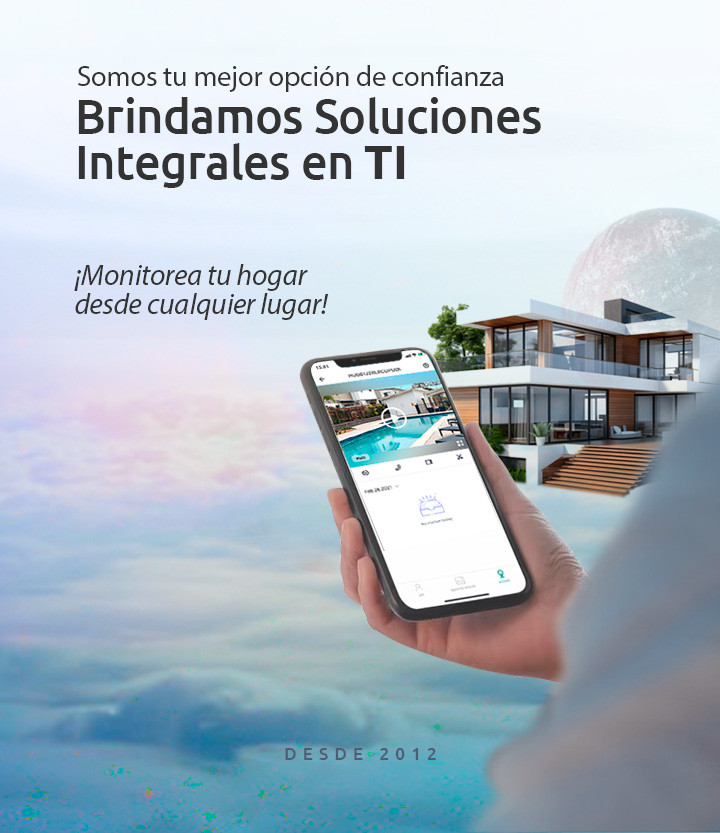 Somos tu mejor opción de confianza
Brindamos Soluciones
Integrales en TI
¡Monitorea tu hogar
desde cualquier lugar!
DESDE 2012